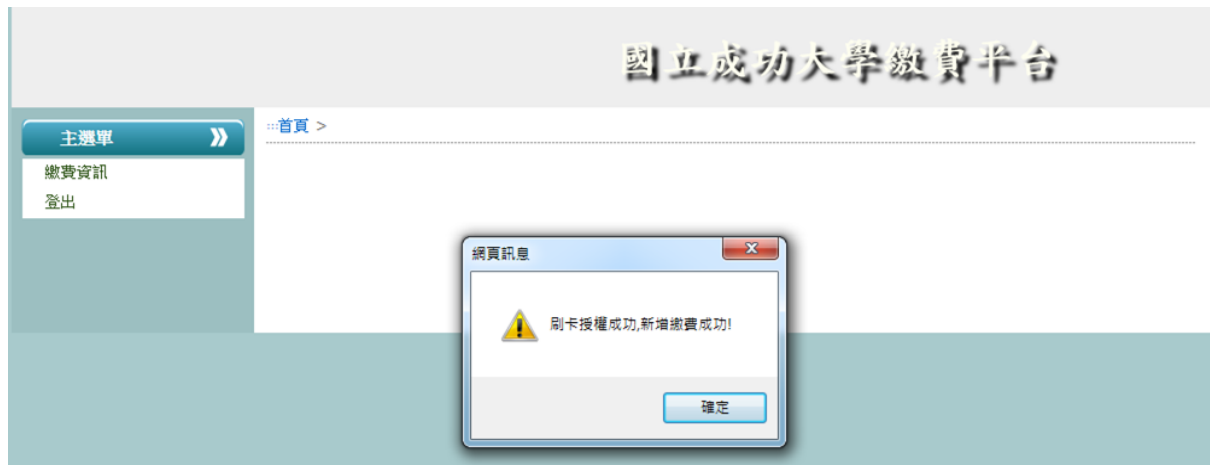 國立成功大學繳費平台
主選單
:::首頁 >
繳費資訊
登出
網頁訊息
刷卡授權成功,新增繳費成功!
確定